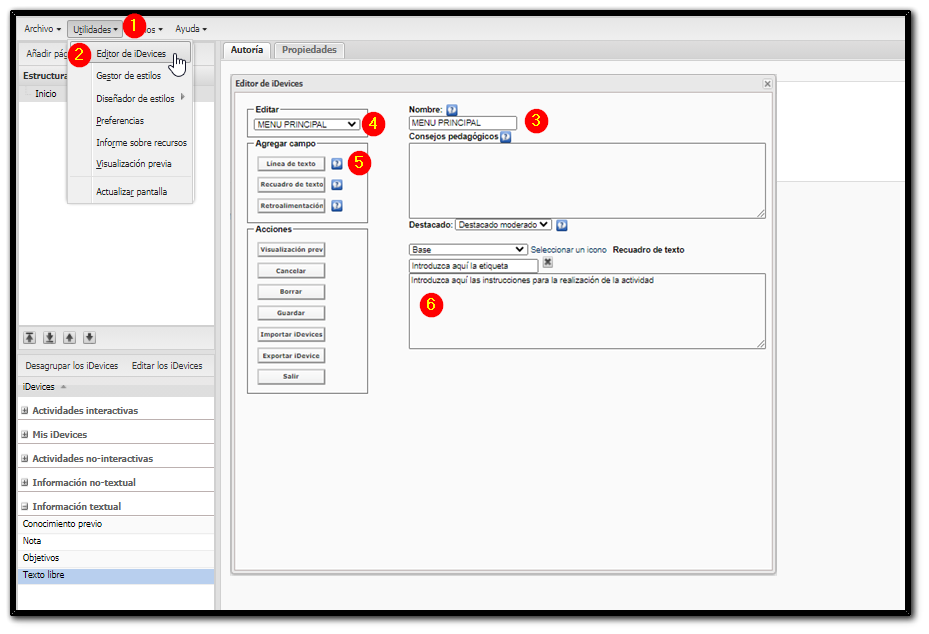 Archivo Utilidades 1 os Ayuda
2 Editor de iDevices
Añadir pág
Gestor de estilos
Estructura
Diseñador de estilos
Inicio
Preferencias
Informe sobre recursos
Visualización previa
Actualizar pantalla
Autoría Propiedades
Editor de iDevices
Editar
MENU PRINCIPAL 4
Agregar campo
Línea de texto ? 5
Recuadro de texto ?
Retroalimentación ?
Acciones
Visualización prev
Cancelar
Borrar
Guardar
Importar iDevices
Exportar iDevice
Salir
Nombre: ?
MENU PRINCIPAL 3
Consejos pedagógicos ?
Destacado: Destacado moderado ?
Base Seleccionar un icono Recuadro de texto
Introduzca aquí la etiqueta
Introduzca aquí las instrucciones para la realización de la actividad
6
Desagrupar los iDevices Editar los iDevices
iDevices
Actividades interactivas
Mis iDevices
Actividades no-interactivas
Información no-textual
Información textual
Conocimiento previo
Nota
Objetivos
Texto libre